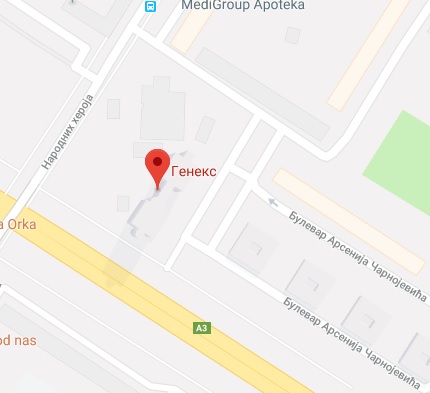 MediGroup Apoteka
Народних хероја
Генекс
a Orka
Булевар Арсенија Чарнојевића
Булевар Арсенија Чарнојевића
A3
od nas